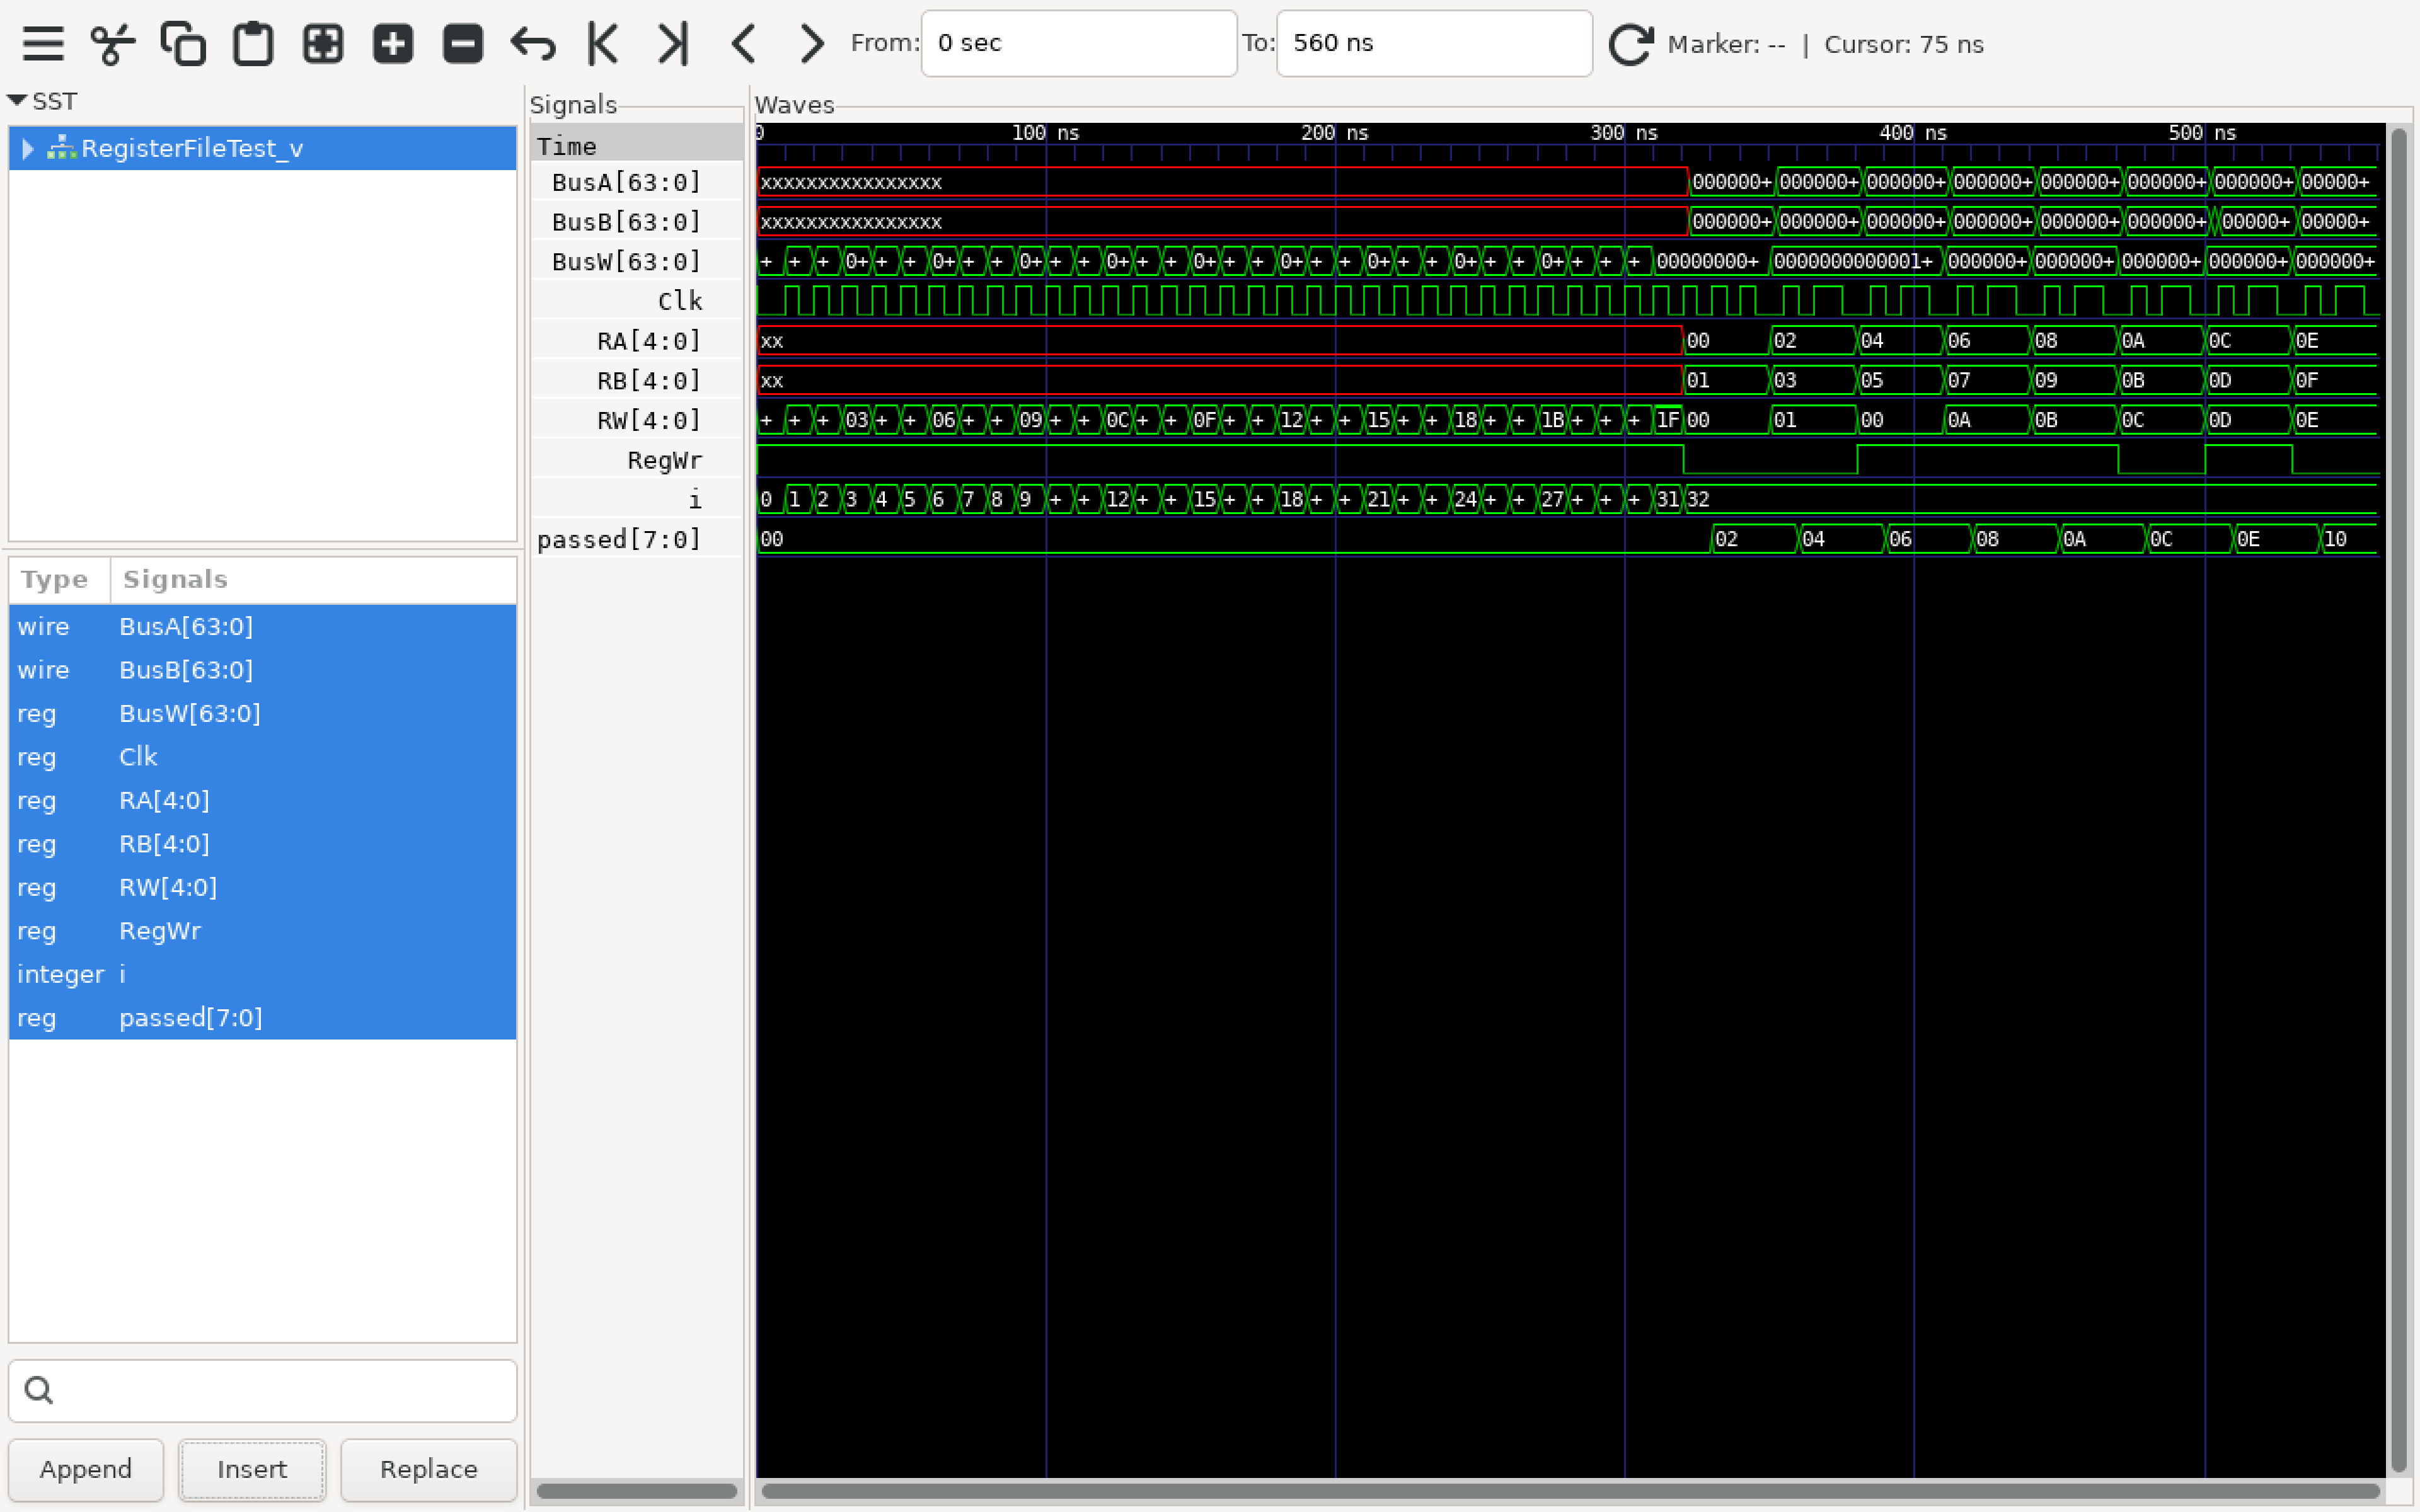 From: 0 sec To: 560 ns Marker: -- | Cursor: 75 ns
SST
RegisterFileTest_v
Type Signals
wire BusA[63:0]
wire BusB[63:0]
reg BusW[63:0]
reg Clk
reg RA[4:0]
reg RB[4:0]
reg RW[4:0]
reg RegWr
integer i
reg passed[7:0]
Append Insert Replace
Signals
Time
BusA[63:0]
BusB[63:0]
BusW[63:0]
Clk
RA[4:0]
RB[4:0]
RW[4:0]
RegWr
i
passed[7:0]
Waves
0 100 ns 200 ns 300 ns 400 ns 500 ns
xxxxxxxxxxxxxxxx 000000+ 000000+ 000000+ 000000+ 000000+ 000000+ 000000+ 00000+
xxxxxxxxxxxxxxxx 000000+ 000000+ 000000+ 000000+ 000000+ 000000+ 00000+ 00000+
+ + + 0+ + + 0+ + + 0+ + + 0+ + + 0+ + + 0+ + + 0+ + + 0+ + + 0+ + + + 00000000+ 0000000000001+ 000000+ 000000+ 000000+ 000000+ 000000+
xx 00 02 04 06 08 0A 0C 0E
xx 01 03 05 07 09 0B 0D 0F
+ + + 03 + + 06 + + 09 + + 0C + + 0F + + 12 + + 15 + + 18 + + 1B + + + 1F 00 01 00 0A 0B 0C 0D 0E
0 1 2 3 4 5 6 7 8 9 + + 12 + + 15 + + 18 + + 21 + + 24 + + 27 + + + 31 32
00 02 04 06 08 0A 0C 0E 10